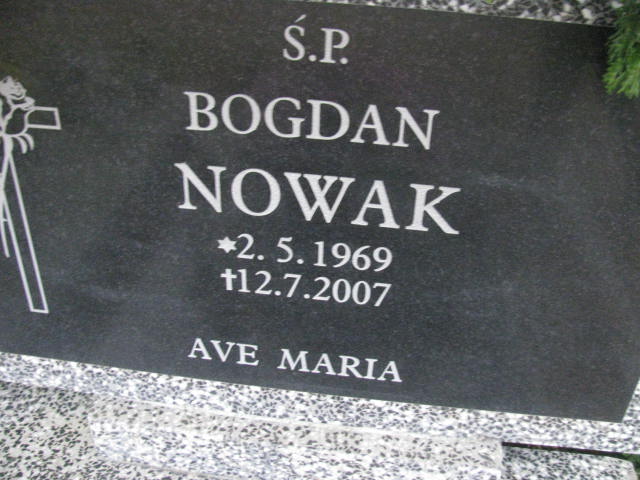 Ś.P.
BOGDAN
NOWAK
*2. 5. 1969
✝12.7.2007
AVE MARIA